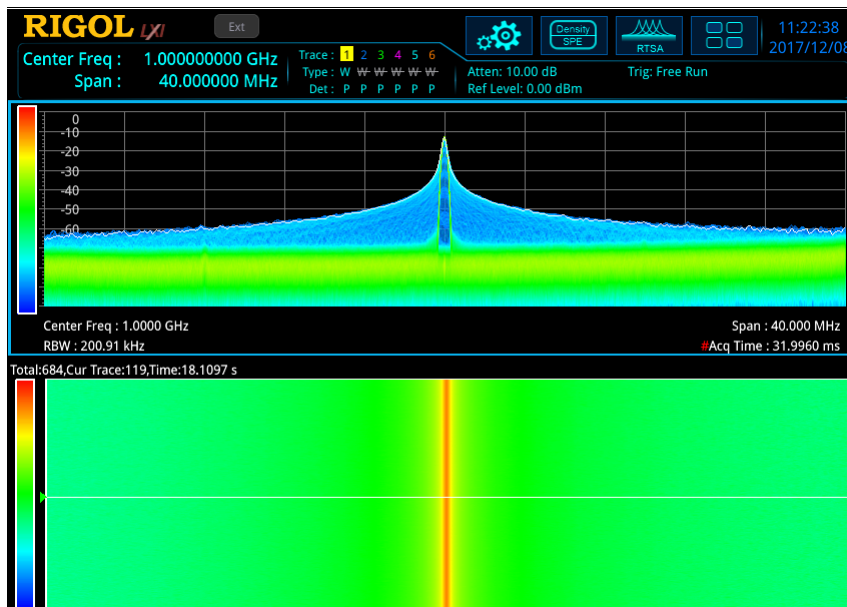 RIGOL LXI Ext Density SPE RTSA 11:22:38
2017/12/08
Center Freq : 1.000000000 GHz
Span : 40.000000 MHz
Trace : 1 2 3 4 5 6
Type : W W W W W W
Det : P P P P P P
Atten: 10.00 dB Trig: Free Run
Ref Level: 0.00 dBm
0
-10
-20
-30
-40
-50
-60
Center Freq : 1.0000 GHz Span : 40.000 MHz
RBW : 200.91 kHz #Acq Time : 31.9960 ms
Total:684,Cur Trace:119,Time:18.1097 s